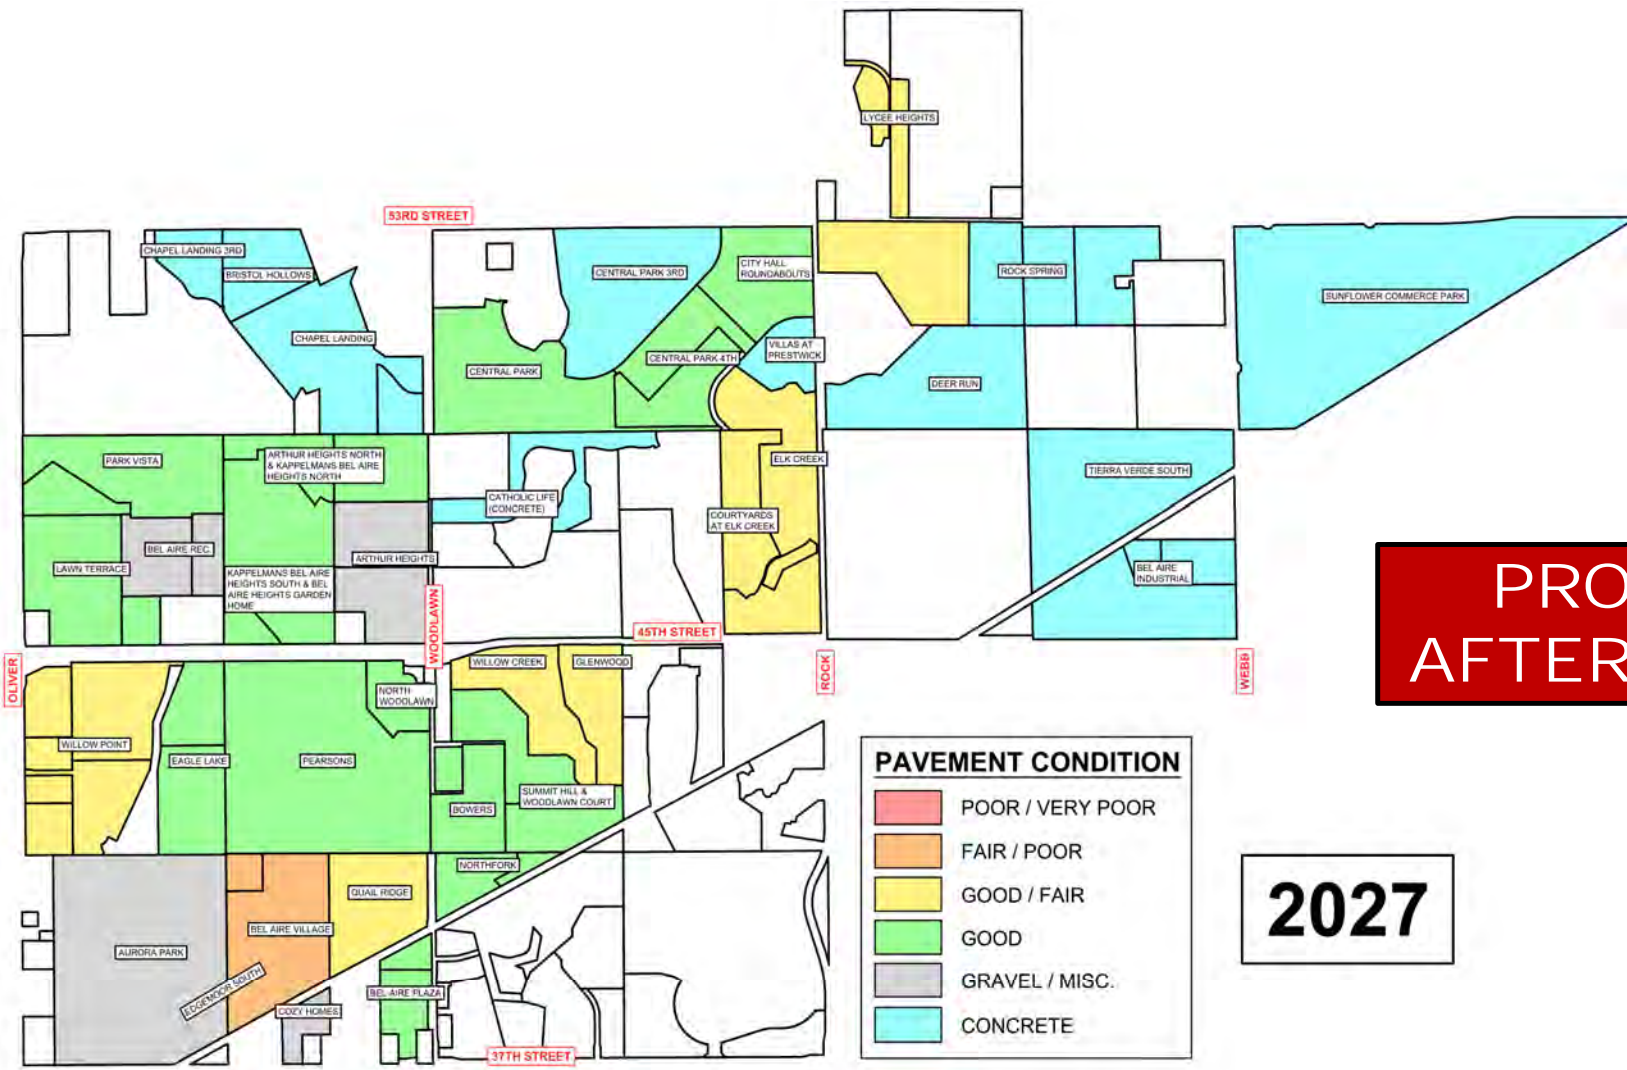 LYCEE HEIGHTS
53RD STREET
CHAPEL LANDING 3RD
BRISTOL HOLLOWS
CENTRAL PARK 3RD
CITY HALL
ROUNDABOUTS
ROCK SPRING
SUNFLOWER COMMERCE PARK
CHAPEL LANDING
CENTRAL PARK
CENTRAL PARK 4TH
VILLAS AT
PRESTWICK
DEER RUN
PARK VISTA
ARTHUR HEIGHTS NORTH
& KAPPELMANS BEL AIRE
HEIGHTS NORTH
ELK CREEK
TIERRA VERDE SOUTH
CATHOLIC LIFE
(CONCRETE)
COURTYARDS
AT ELK CREEK
BEL AIRE REC.
ARTHUR HEIGHTS
LAWN TERRACE
KAPPELMANS BEL AIRE
HEIGHTS SOUTH & BEL
AIRE HEIGHTS GARDEN
HOME
BEL AIRE
INDUSTRIAL
PRO
AFTER
OLIVER
WOODLAWN
45TH STREET
ROCK
WEBB
WILLOW CREEK
GLENWOOD
NORTH
WOODLAWN
WILLOW POINT
EAGLE LAKE
PEARSONS
BOWERS
SUMMIT HILL &
WOODLAWN COURT
NORTHFORK
QUAIL RIDGE
BEL AIRE VILLAGE
AURORA PARK
EDGEMOOR SOUTH
COZY HOMES
BEL AIRE PLAZA
37TH STREET
PAVEMENT CONDITION
POOR / VERY POOR
FAIR / POOR
GOOD / FAIR
GOOD
GRAVEL / MISC.
CONCRETE
2027